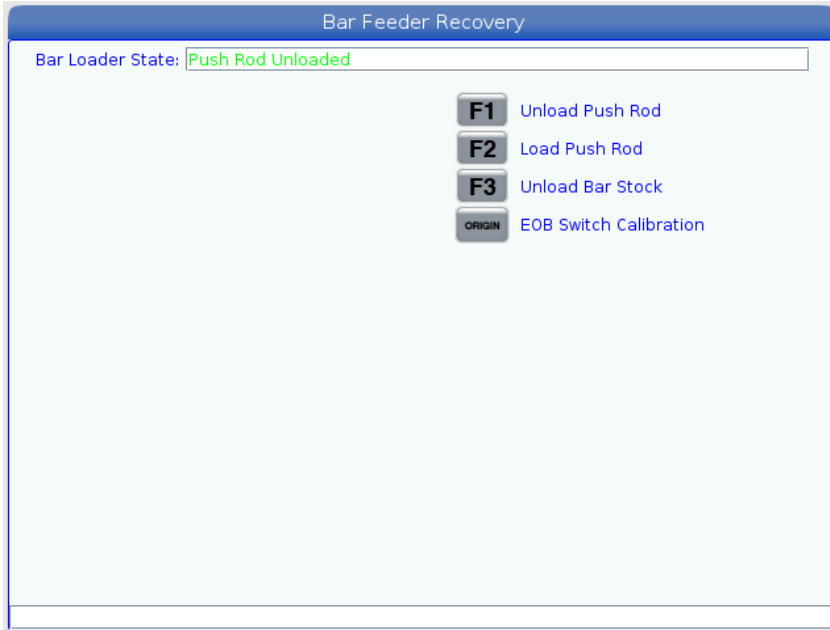 Bar Feeder Recovery
Bar Loader State: Push Rod Unloaded
F1 Unload Push Rod
F2 Load Push Rod
F3 Unload Bar Stock
ORIGIN EOB Switch Calibration